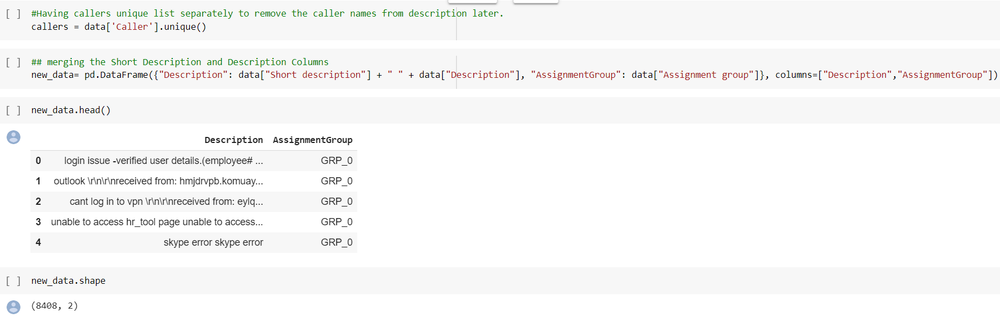 [ ] #Having callers unique list separately to remove the caller names from description later.
callers = data['Caller'].unique()
[ ] ## merging the Short Description and Description Columns
new_data= pd.DataFrame({"Description": data["Short description"] + " " + data["Description"], "AssignmentGroup": data["Assignment group"]}, columns=["Description","AssignmentGroup"])
[ ] new_data.head()
Description AssignmentGroup
0 login issue -verified user details.(employee# ... GRP_0
1 outlook \r\n\r\nreceived from: hmjdrvpb.komuay... GRP_0
2 cant log in to vpn \r\n\r\nreceived from: eylq... GRP_0
3 unable to access hr_tool page unable to access... GRP_0
4 skype error skype error GRP_0
[ ] new_data.shape
(8408, 2)